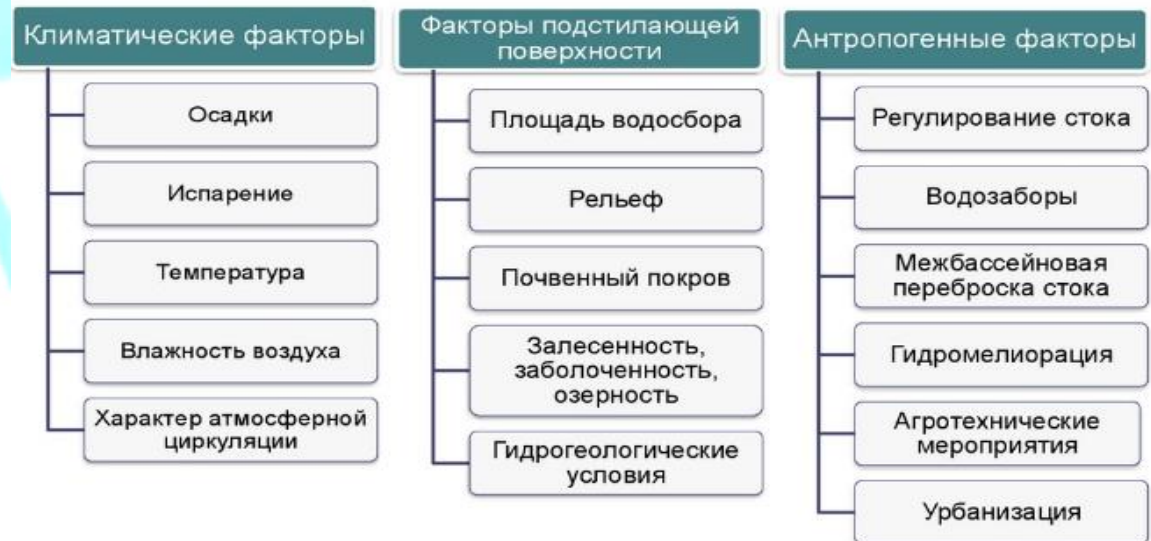 Климатические факторы
Осадки
Испарение
Температура
Влажность воздуха
Характер атмосферной
циркуляции
Факторы подстилающей
поверхности
Площадь водосбора
Рельеф
Почвенный покров
Залесенность,
заболоченность,
озерность
Гидрогеологические
условия
Антропогенные факторы
Регулирование стока
Водозаборы
Межбассейновая
переброска стока
Гидромелиорация
Агротехнические
мероприятия
Урбанизация